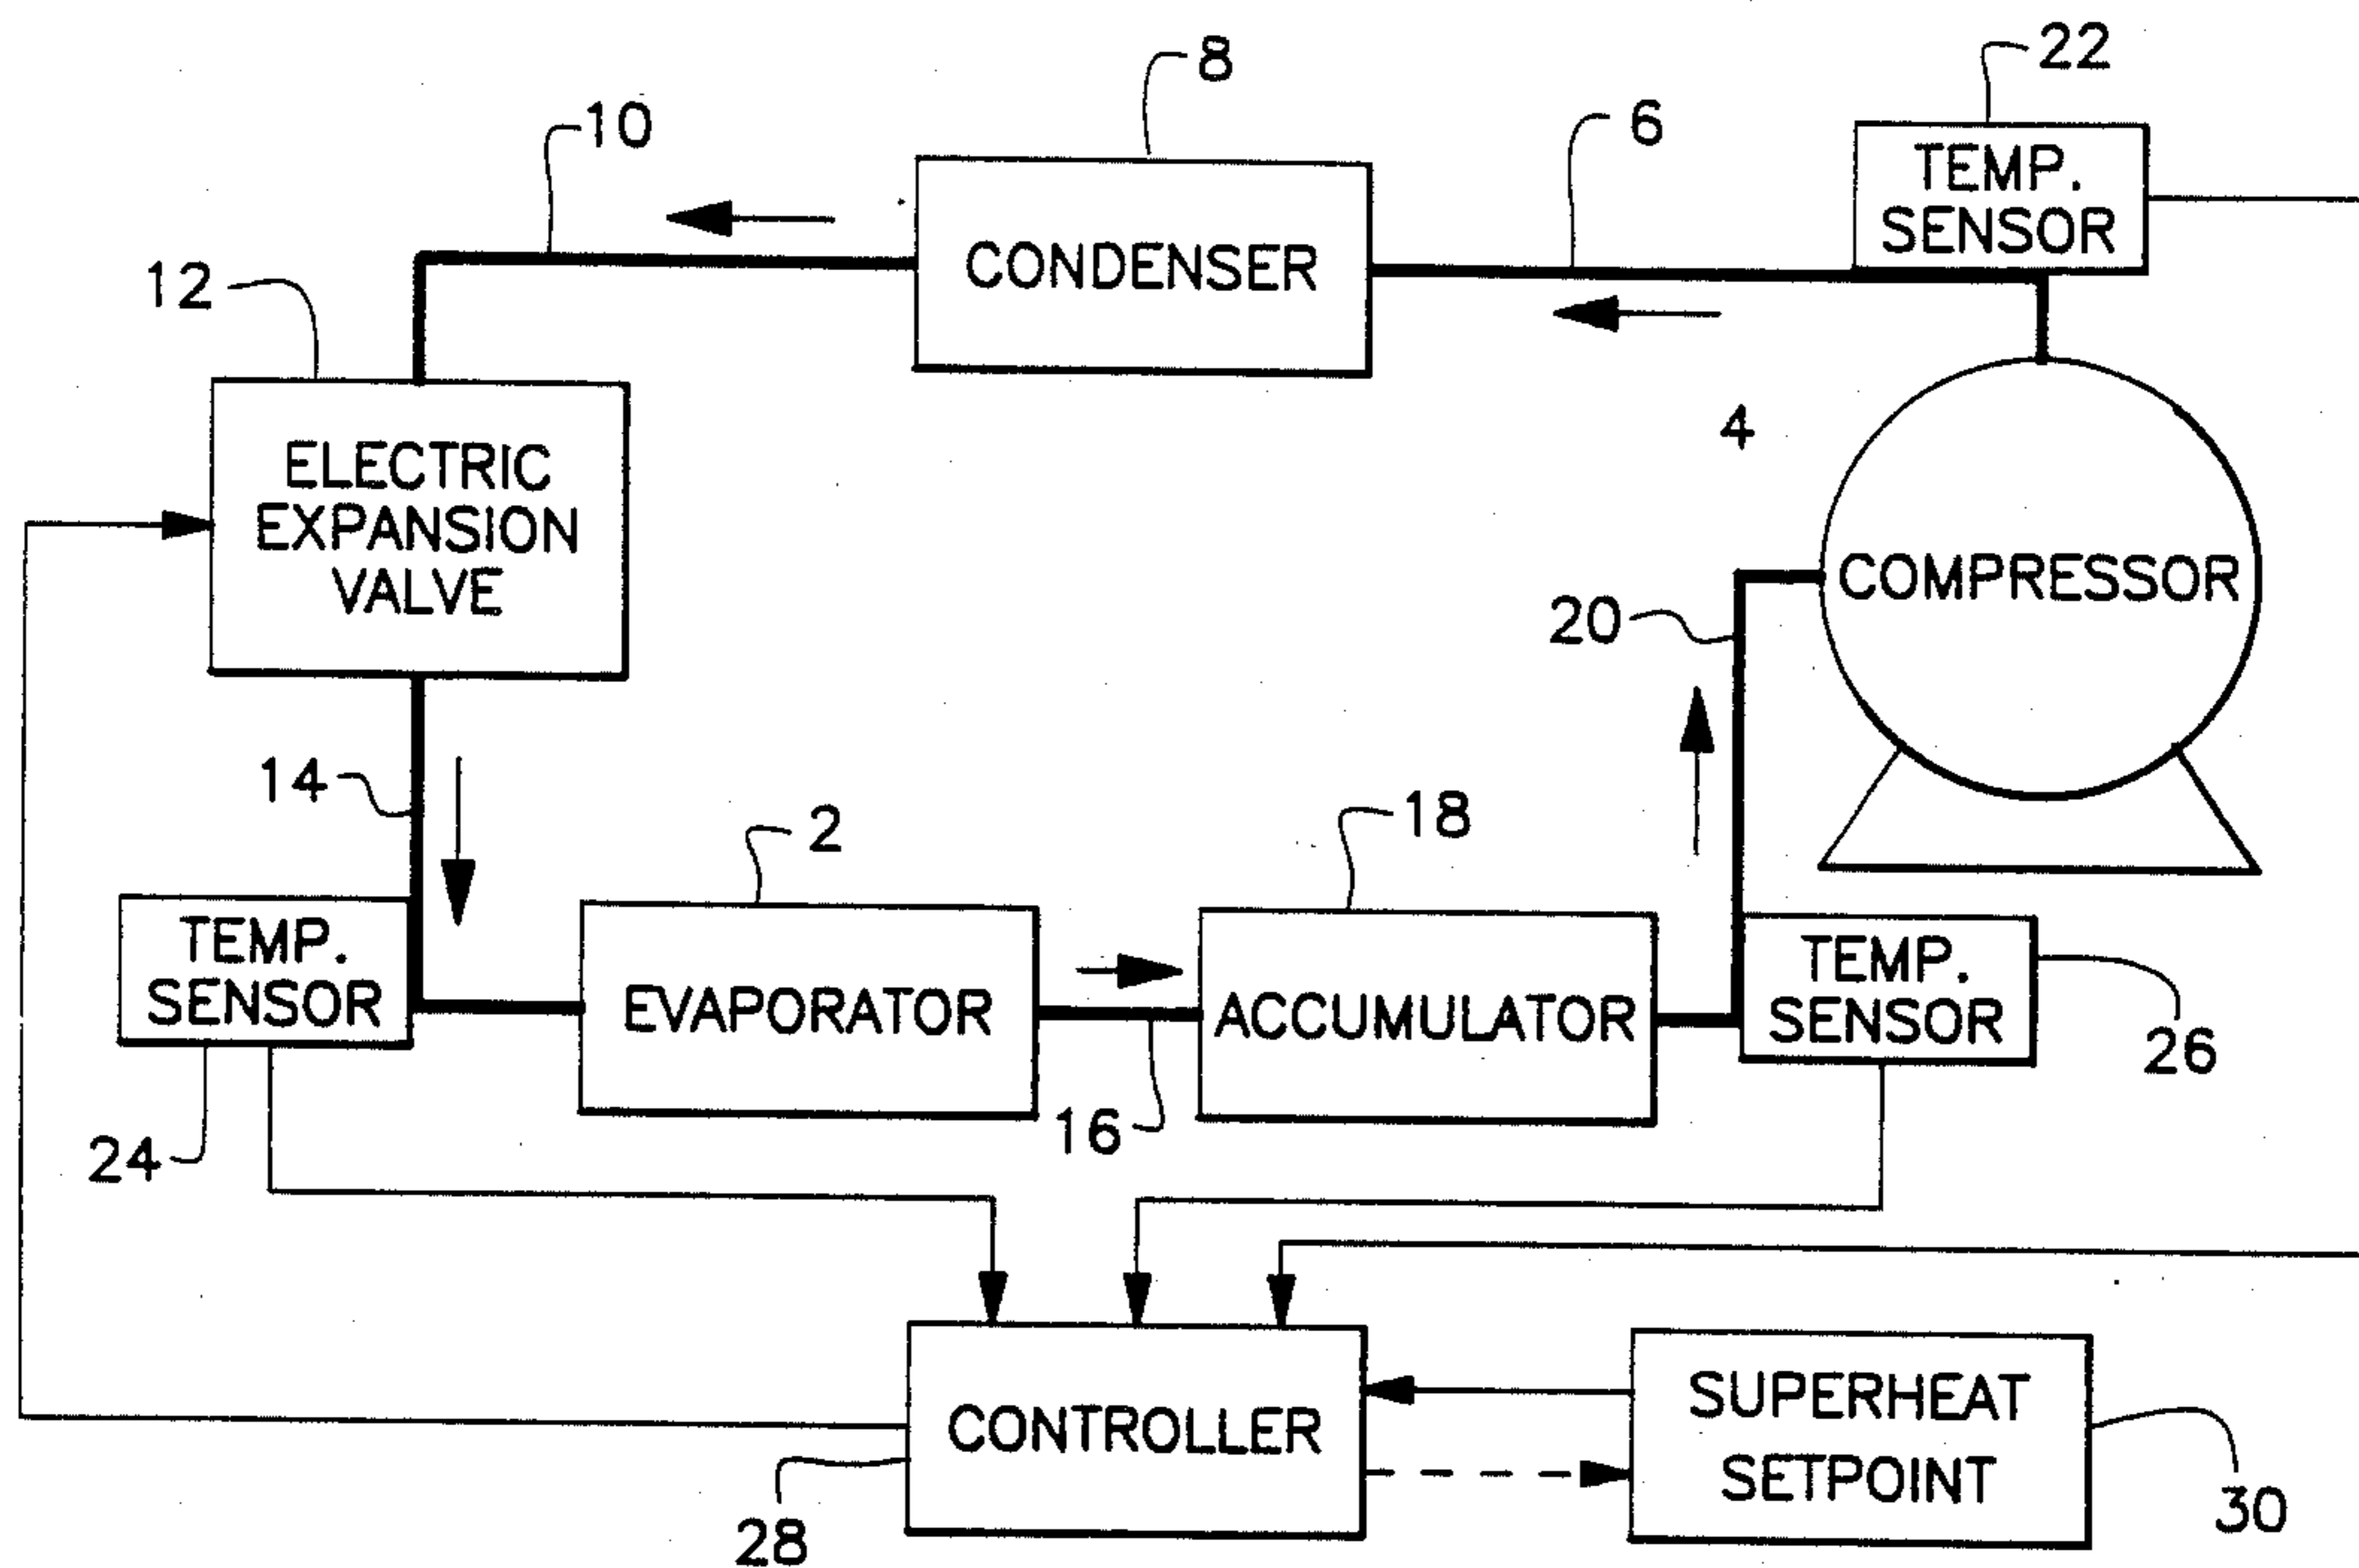 22
8
6
10
TEMP.
SENSOR
CONDENSER
12
4
ELECTRIC
EXPANSION
VALVE
COMPRESSOR
20
14
2
18
TEMP.
SENSOR
EVAPORATOR
ACCUMULATOR
TEMP.
SENSOR
26
16
24
CONTROLLER
SUPERHEAT
SETPOINT
28
30